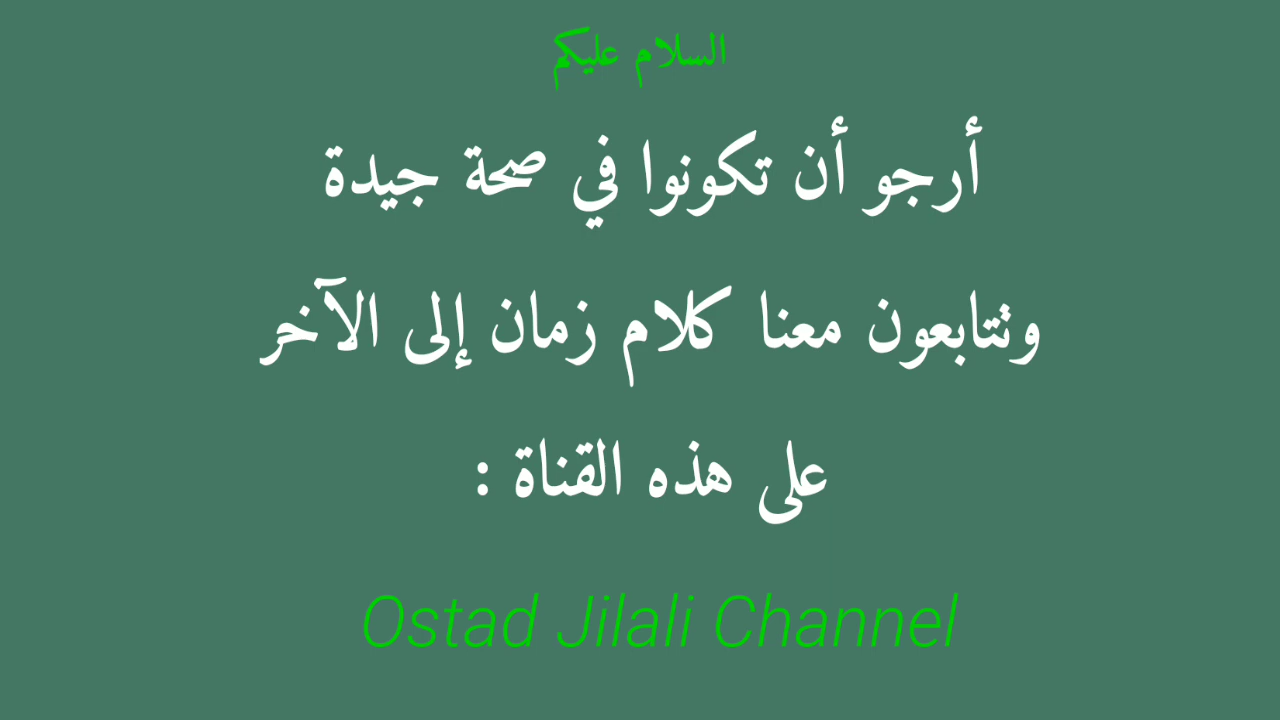 السلام عليكم
أرجو أن تكونوا في صحة جيدة
وتتابعون معنا كلام زمان إلى الآخر
على هذه القناة :
Ostad Jilali Channel